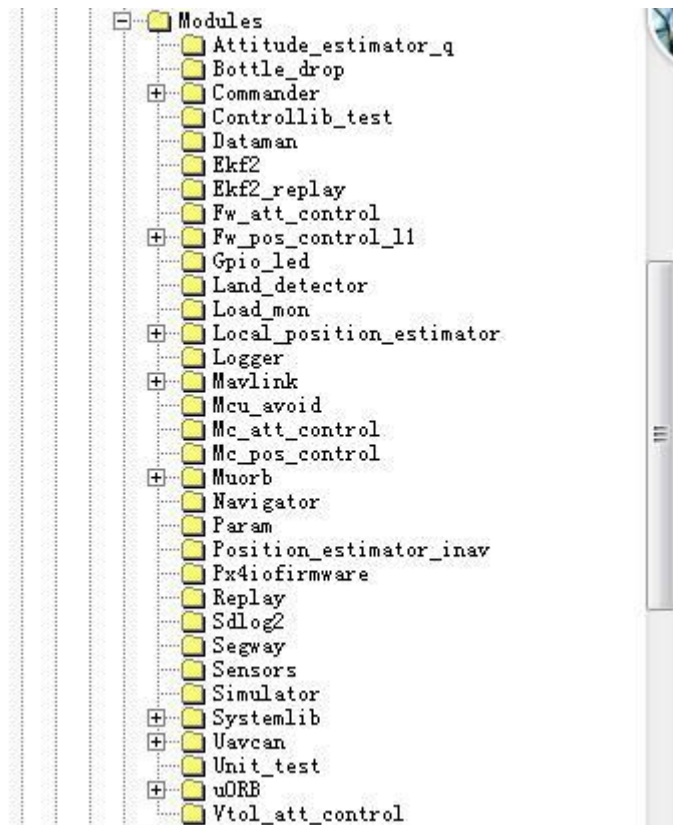 Modules
Attitude_estimator_q
Bottle_drop
Commander
Controllib_test
Dataman
Ekf2
Ekf2_replay
Fw_att_control
Fw_pos_control_l1
Gpio_led
Land_detector
Load_mon
Local_position_estimator
Logger
Mavlink
Mcu_avoid
Mc_att_control
Mc_pos_control
Muorb
Navigator
Param
Position_estimator_inav
Px4iofirmware
Replay
Sdlog2
Segway
Sensors
Simulator
Systemlib
Uavcan
Unit_test
uORB
Vtol_att_control